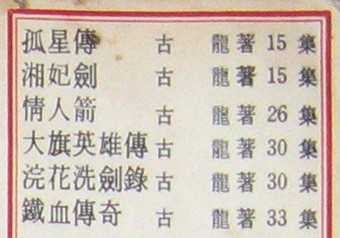 孤星傳 古 龍著 15 集
湘妃劍 古 龍著 15 集
情人箭 古 龍著 26 集
大旗英雄傳 古 龍著 30 集
浣花洗劍錄 古 龍著 30 集
鐵血傳奇 古 龍著 33 集